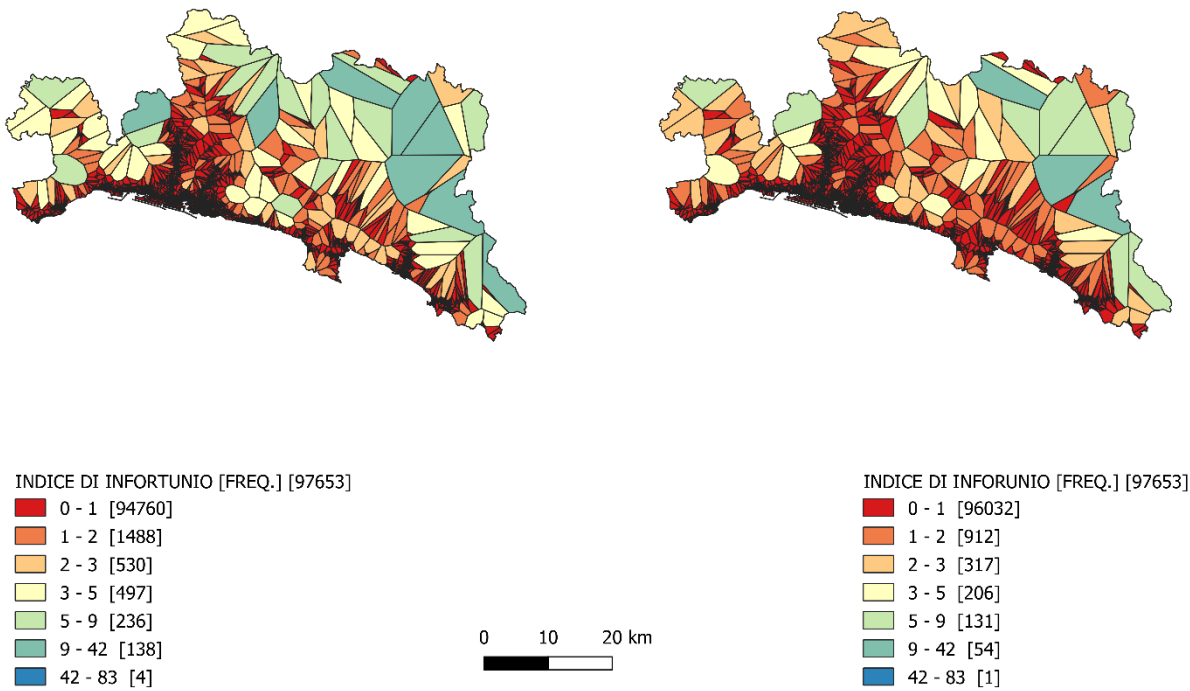 INDICE DI INFORTUNIO [FREQ.] [97653]
0 - 1 [94760]
1 - 2 [1488]
2 - 3 [530]
3 - 5 [497]
5 - 9 [236]
9 - 42 [138]
42 - 83 [4]
0 10 20 km
INDICE DI INFORUNIO [FREQ.] [97653]
0 - 1 [96032]
1 - 2 [912]
2 - 3 [317]
3 - 5 [206]
5 - 9 [131]
9 - 42 [54]
42 - 83 [1]